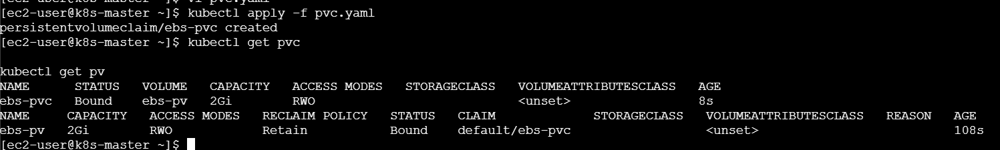 vi pvc.yaml
[ec2-user@k8s-master ~]$ kubectl apply -f pvc.yaml
persistentvolumeclaim/ebs-pvc created
[ec2-user@k8s-master ~]$ kubectl get pvc
kubectl get pv
NAME STATUS VOLUME CAPACITY ACCESS MODES STORAGECLASS VOLUMEATTRIBUTESCLASS AGE
ebs-pvc Bound ebs-pv 2Gi RWO <unset> 8s
NAME CAPACITY ACCESS MODES RECLAIM POLICY STATUS CLAIM STORAGECLASS VOLUMEATTRIBUTESCLASS REASON AGE
ebs-pv 2Gi RWO Retain Bound default/ebs-pvc <unset> 108s
[ec2-user@k8s-master ~]$